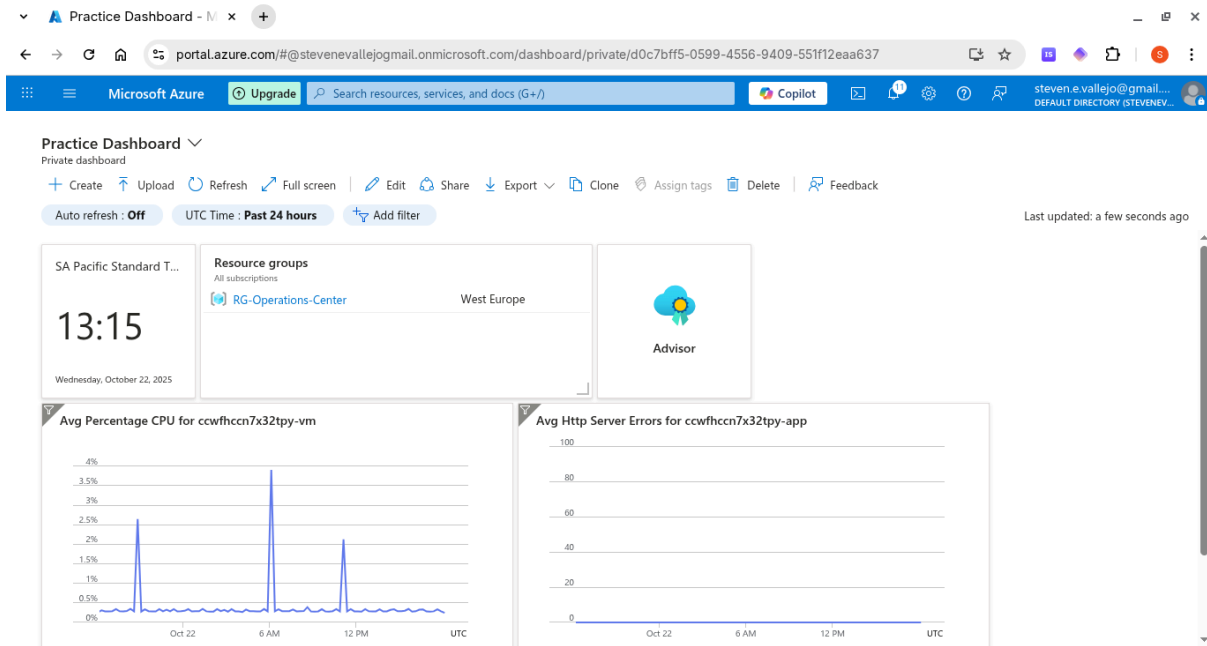 Practice Dashboard - M
portal.azure.com/#@stevenevallejogmail.onmicrosoft.com/dashboard/private/d0c7bff5-0599-4556-9409-551f12eaa637
IS
S
Microsoft Azure
Upgrade
Search resources, services, and docs (G+/)
Copilot
11
steven.e.vallejo@gmail....
DEFAULT DIRECTORY (STEVENEV...
Practice Dashboard
Private dashboard
Create Upload Refresh Full screen Edit Share Export Clone Assign tags Delete Feedback
Auto refresh : Off UTC Time : Past 24 hours Add filter
Last updated: a few seconds ago
SA Pacific Standard T...
13:15
Wednesday, October 22, 2025
Resource groups
All subscriptions
RG-Operations-Center West Europe
Advisor
Avg Percentage CPU for ccwfhccn7x32tpy-vm
4%
3.5%
3%
2.5%
2%
1.5%
1%
0.5%
0%
Oct 22 6 AM 12 PM UTC
Avg Http Server Errors for ccwfhccn7x32tpy-app
100
80
60
40
20
0
Oct 22 6 AM 12 PM UTC